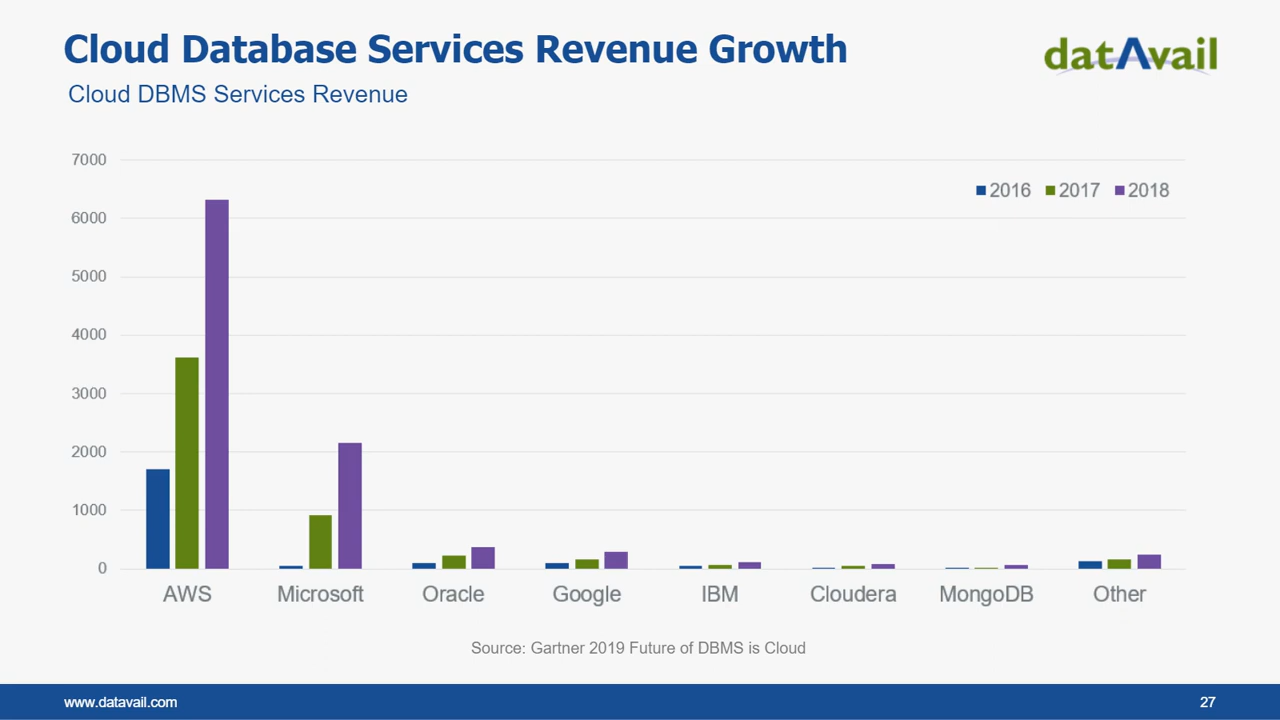 Cloud Database Services Revenue Growth
datAvail
Cloud DBMS Services Revenue
7000
2016 2017 2018
6000
5000
4000
3000
2000
1000
0
AWS Microsoft Oracle Google IBM Cloudera MongoDB Other
Source: Gartner 2019 Future of DBMS is Cloud
www.datavail.com 27